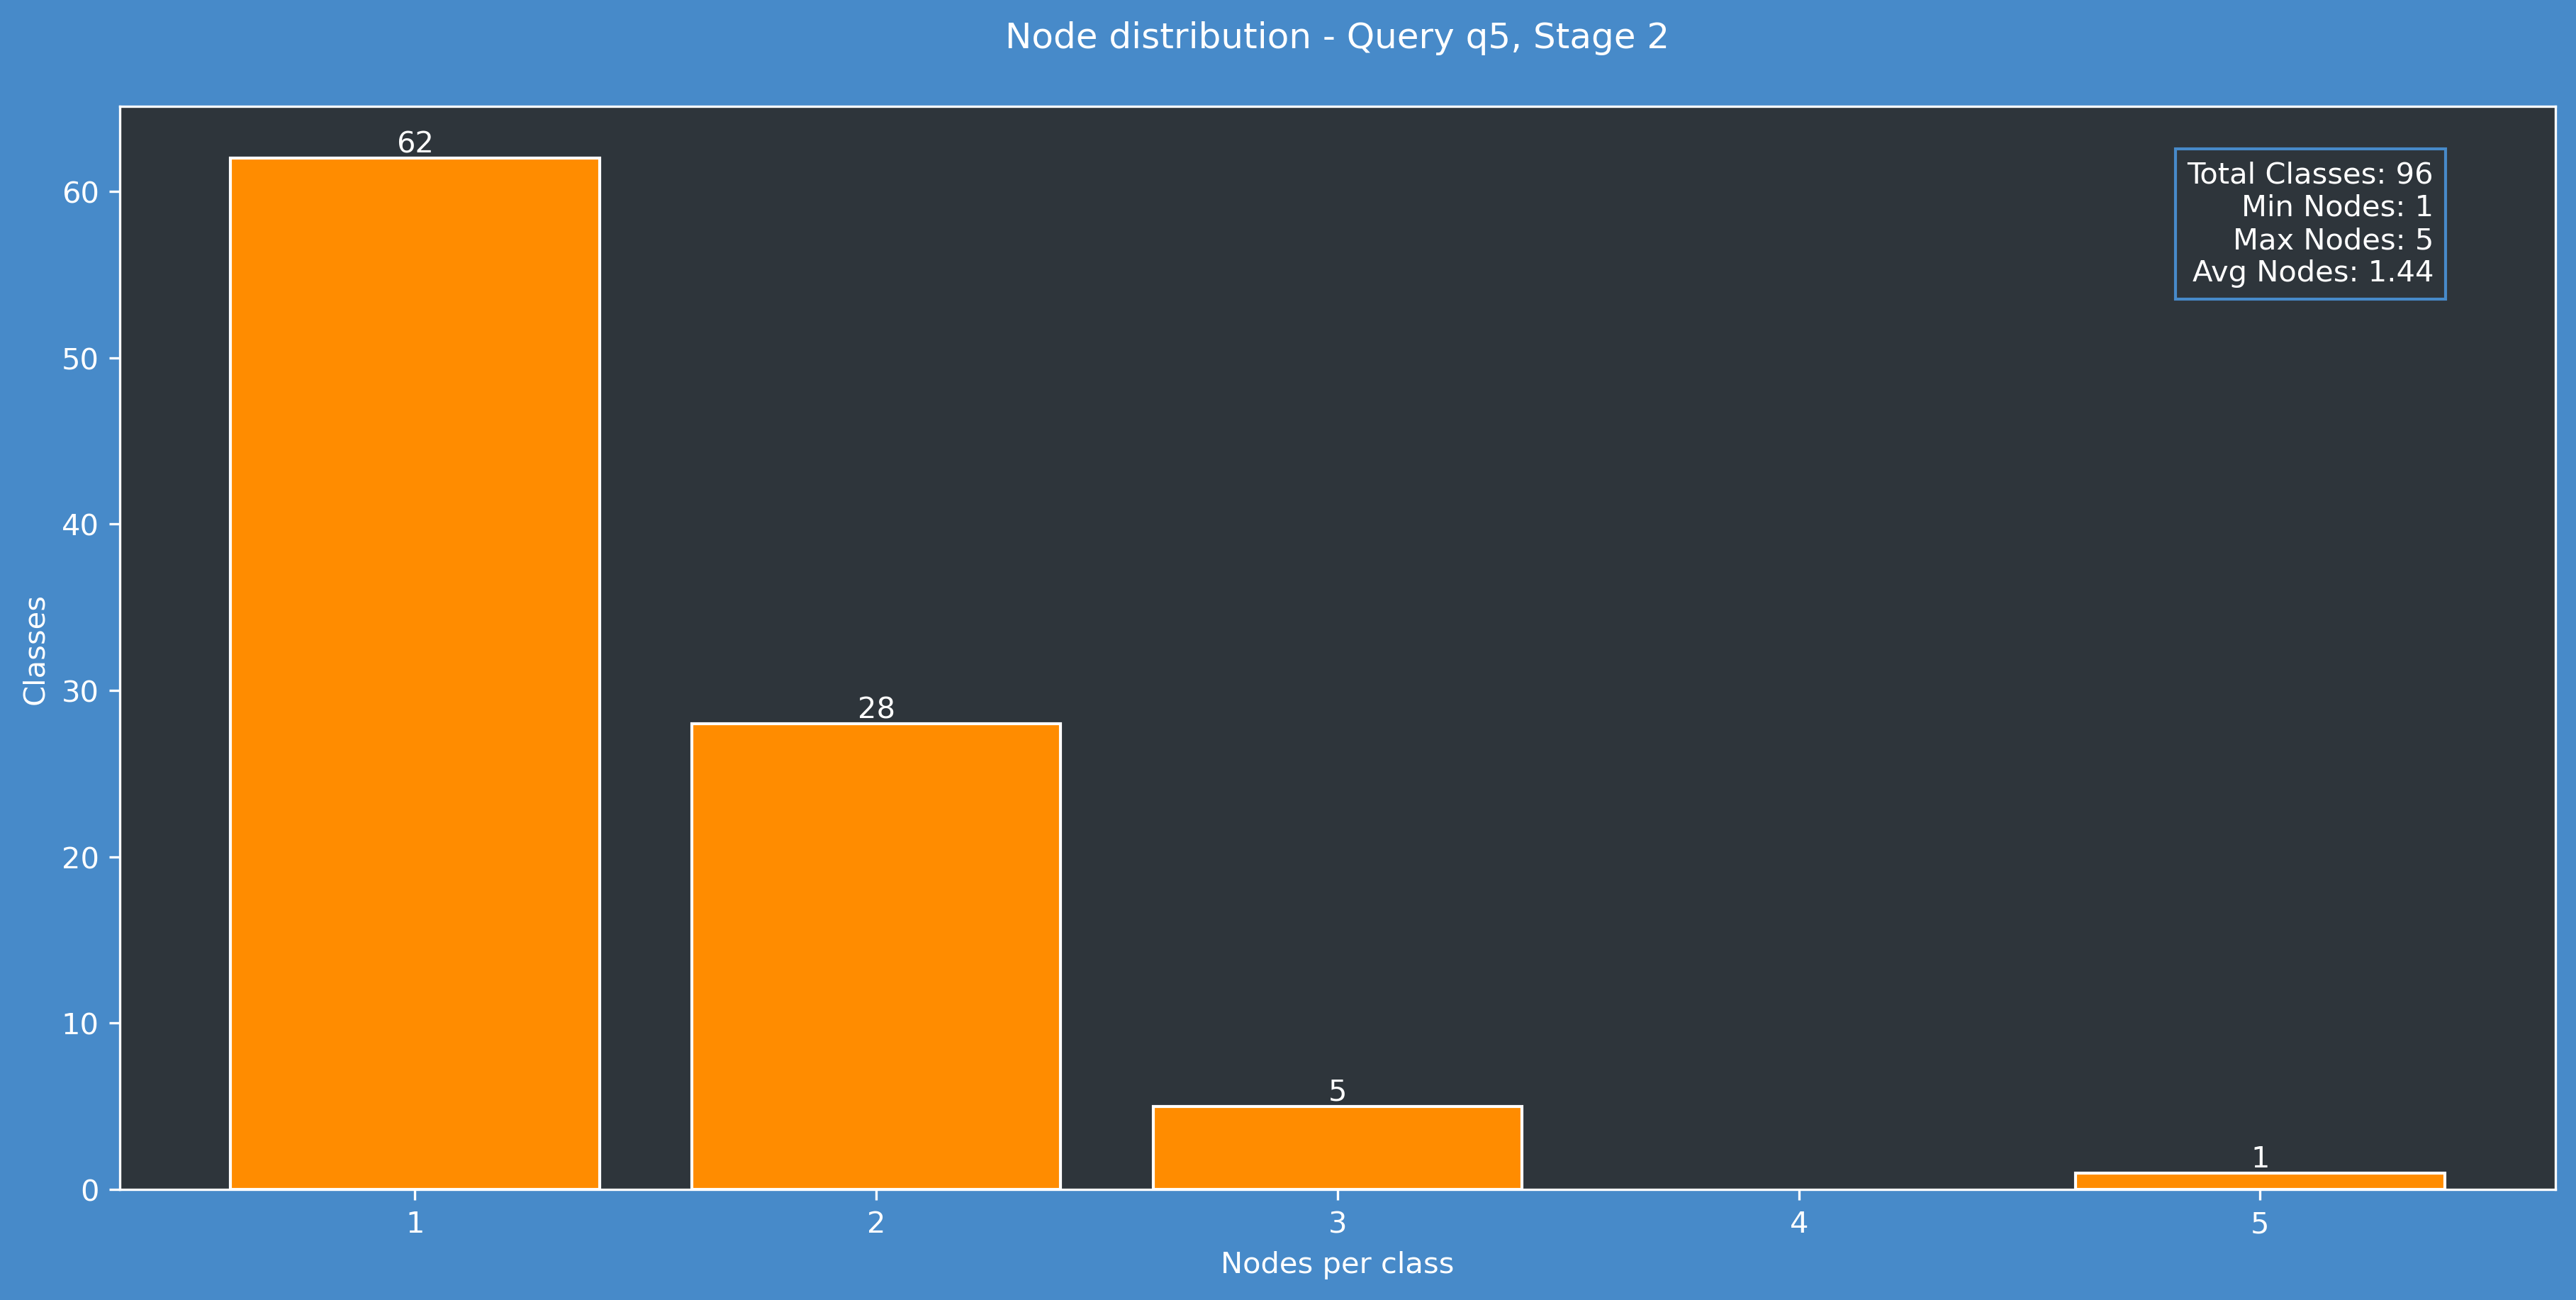 Node distribution - Query q5, Stage 2
Total Classes: 96
Min Nodes: 1
Max Nodes: 5
Avg Nodes: 1.44
62
28
5
1
Classes
60
50
40
30
20
10
0
1
2
3
4
5
Nodes per class